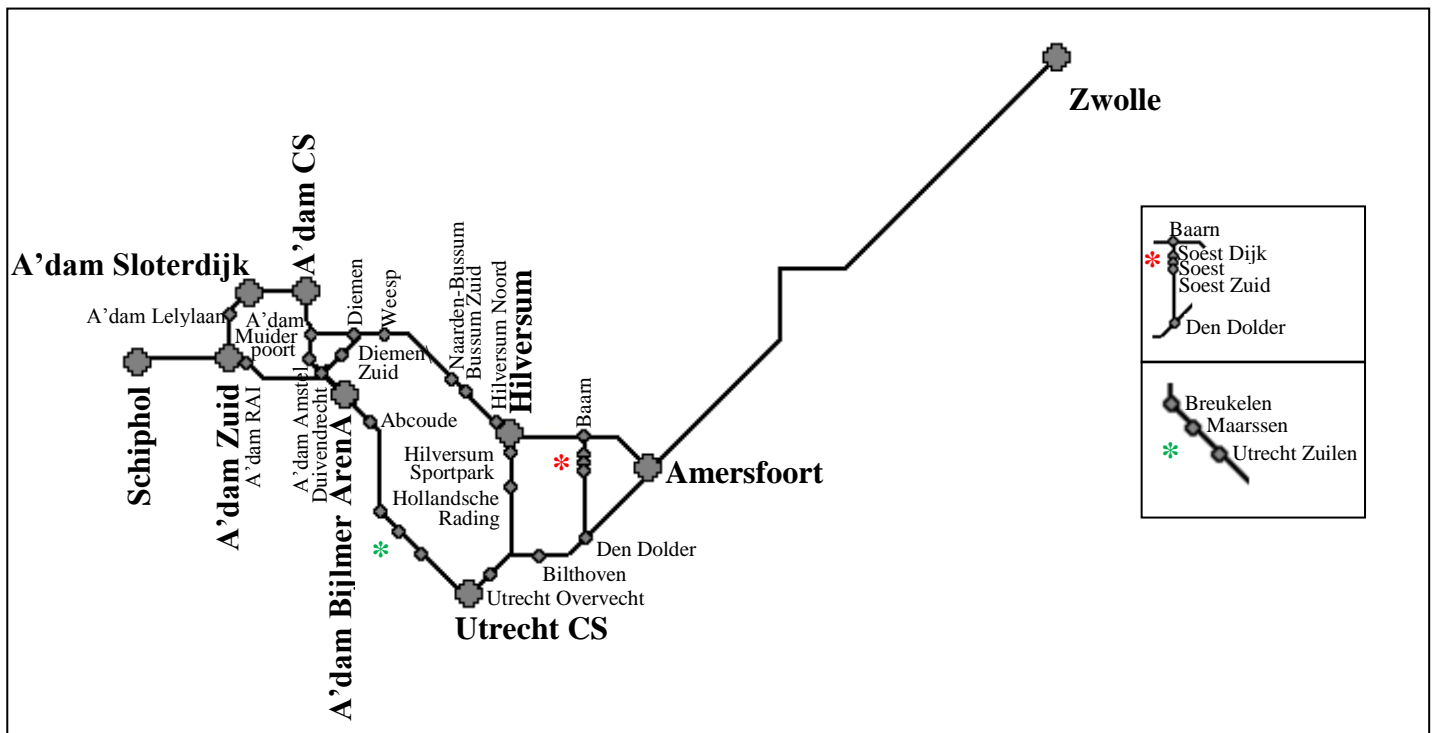 Zwolle
A'dam CS
A'dam Sloterdijk
A'dam Lelylaan
A'dam
Muider
poort
Diemen
Weesp
Naarden-Bussum
Bussum Zuid
Hilversum Noord
Hilversum
Diemen\
Zuid
Schiphol
A'dam Zuid
A'dam RAI
A'dam Amstel
Duivendrecht
A'dam Bijlmer ArenA
Abcoude
Baarn
Hilversum
Sportpark
*
Amersfoort
Hollandsche
Rading
*
Den Dolder
Bilthoven
Utrecht Overvecht
Utrecht CS
Baarn
* Soest Dijk
Soest
Soest Zuid
Den Dolder
Breukelen
Maarssen
* Utrecht Zuilen